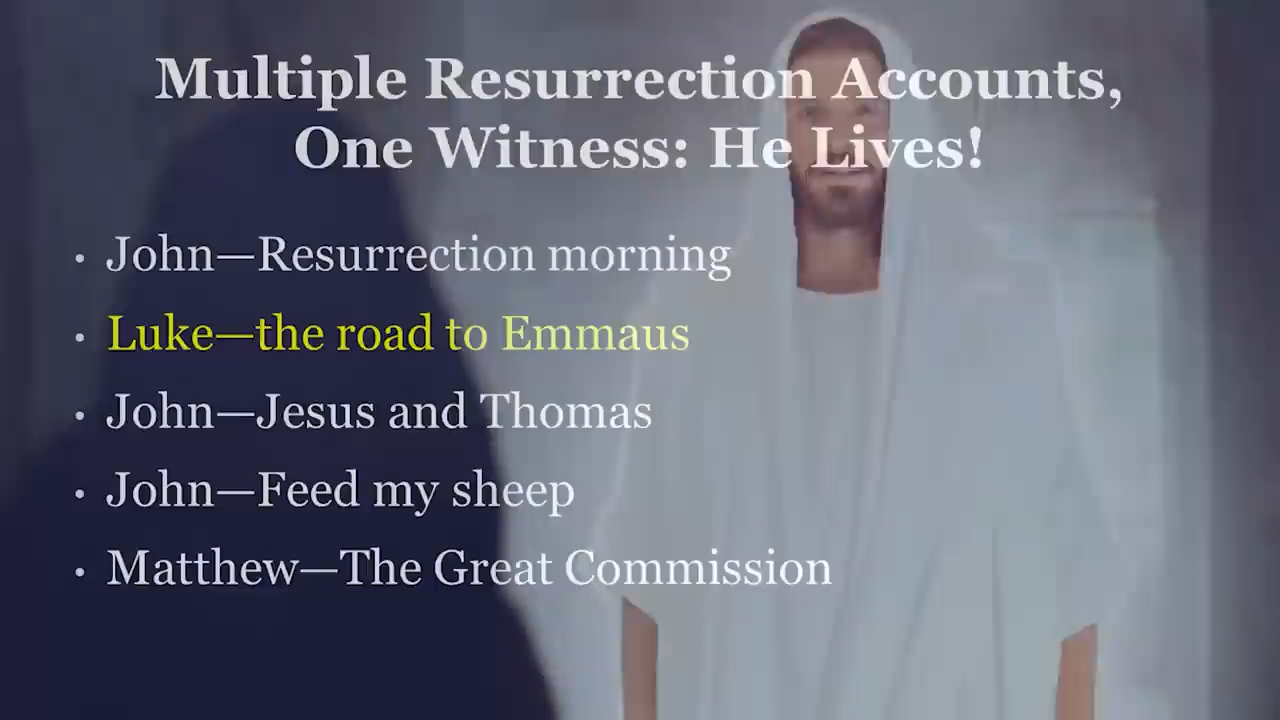 Multiple Resurrection Accounts,
One Witness: He Lives!
• John—Resurrection morning
• Luke—the road to Emmaus
• John—Jesus and Thomas
• John—Feed my sheep
• Matthew—The Great Commission